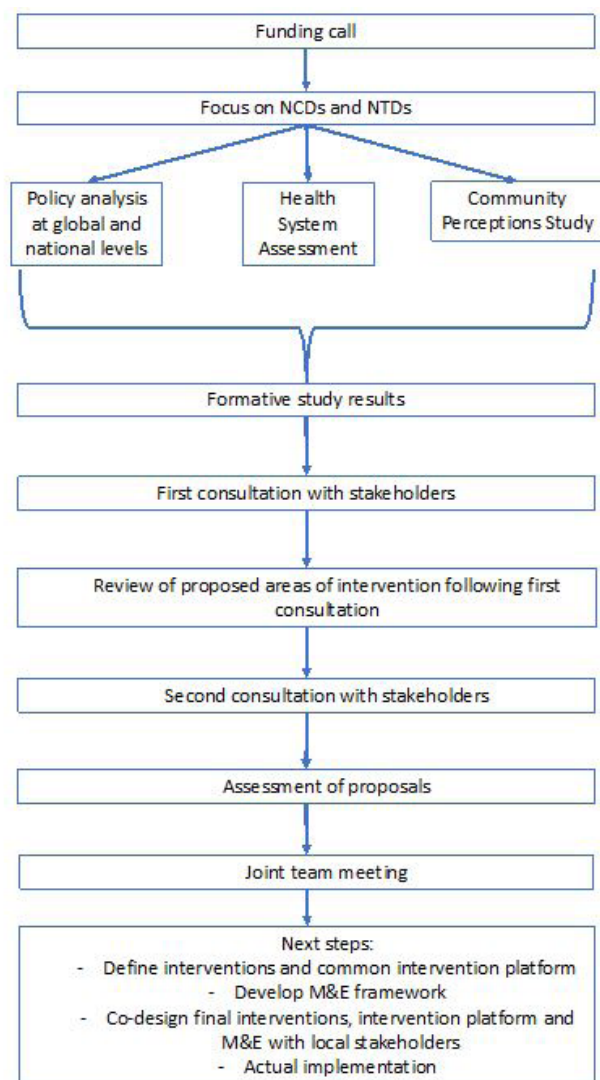 Funding call
Focus on NCDs and NTDs
Policy analysis
at global and
national levels
Health
System
Assessment
Community
Perceptions Study
Formative study results
First consultation with stakeholders
Review of proposed areas of intervention following first
consultation
Second consultation with stakeholders
Assessment of proposals
Joint team meeting
Next steps:
- Define interventions and common intervention platform
- Develop M&E framework
- Co-design final interventions, intervention platform and
M&E with local stakeholders
- Actual implementation